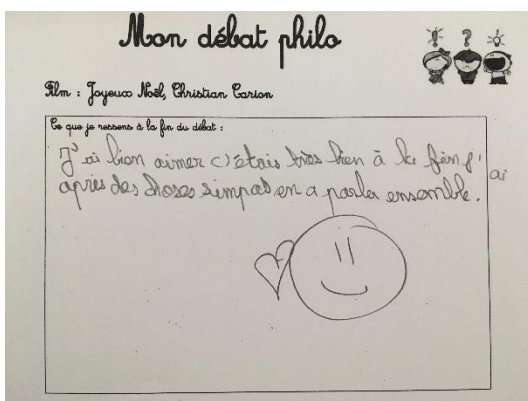 Mon débat philo
Film : Joyeux Noël, Christian Carion
Ce que je ressens à la fin du débat :
J'ai bien aimer c'étais très bien à la fin j'ai
apris des choses simpas en a parler ensemble.